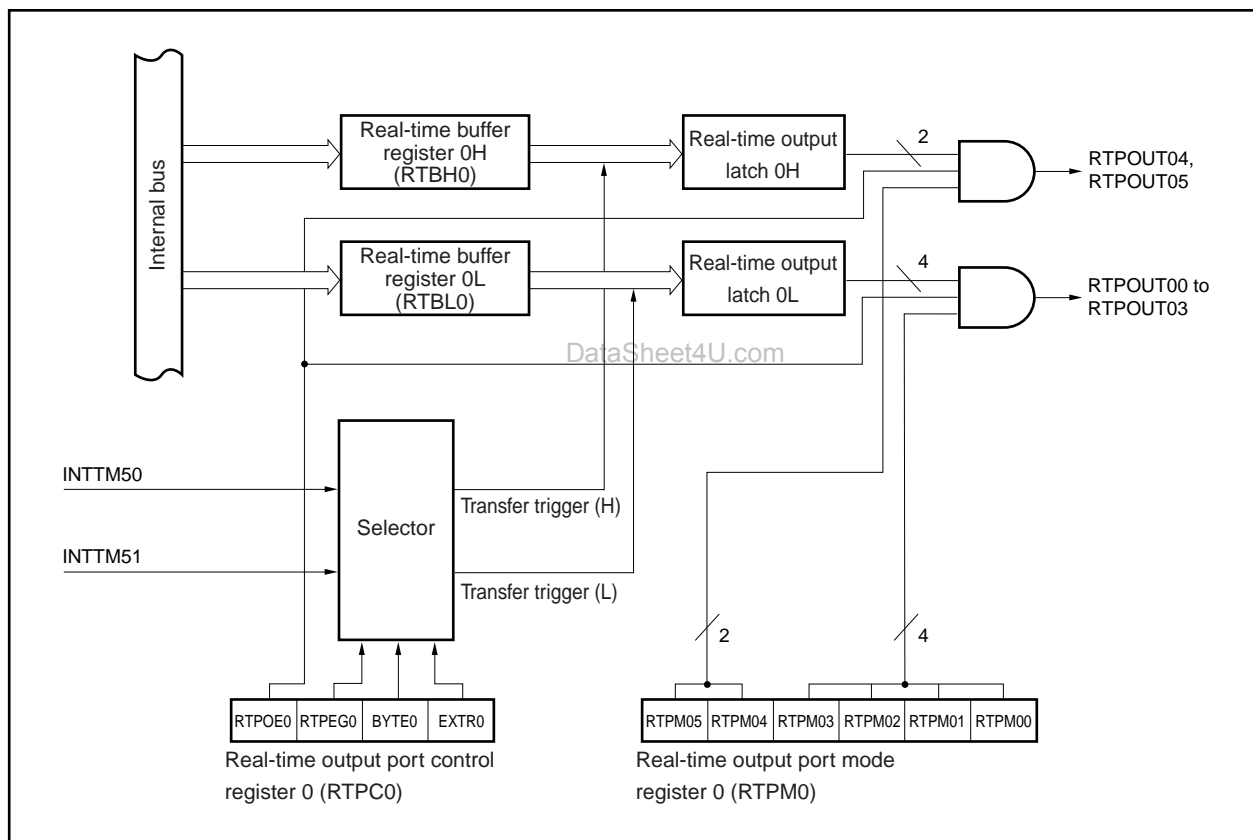 Internal bus
Real-time buffer
register 0H
(RTBH0)
Real-time output
latch 0H
2
RTPOUT04,
RTPOUT05
Real-time buffer
register 0L
(RTBL0)
Real-time output
latch 0L
4
RTPOUT00 to
RTPOUT03
DataSheet4U.com
INTTM50
INTTM51
Selector
Transfer trigger (H)
Transfer trigger (L)
2
4
RTPOE0 RTPEG0 BYTE0 EXTR0
Real-time output port control
register 0 (RTPC0)
RTPM05 RTPM04 RTPM03 RTPM02 RTPM01 RTPM00
Real-time output port mode
register 0 (RTPM0)